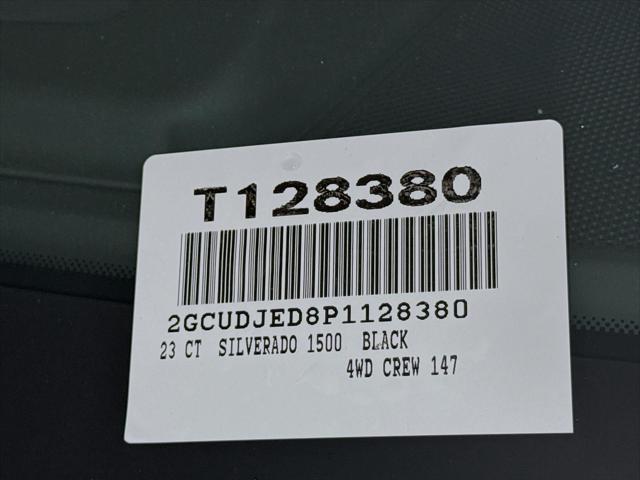 T128380
2GCUDJED8P1128380
23 CT SILVERADO 1500 BLACK
4WD CREW 147